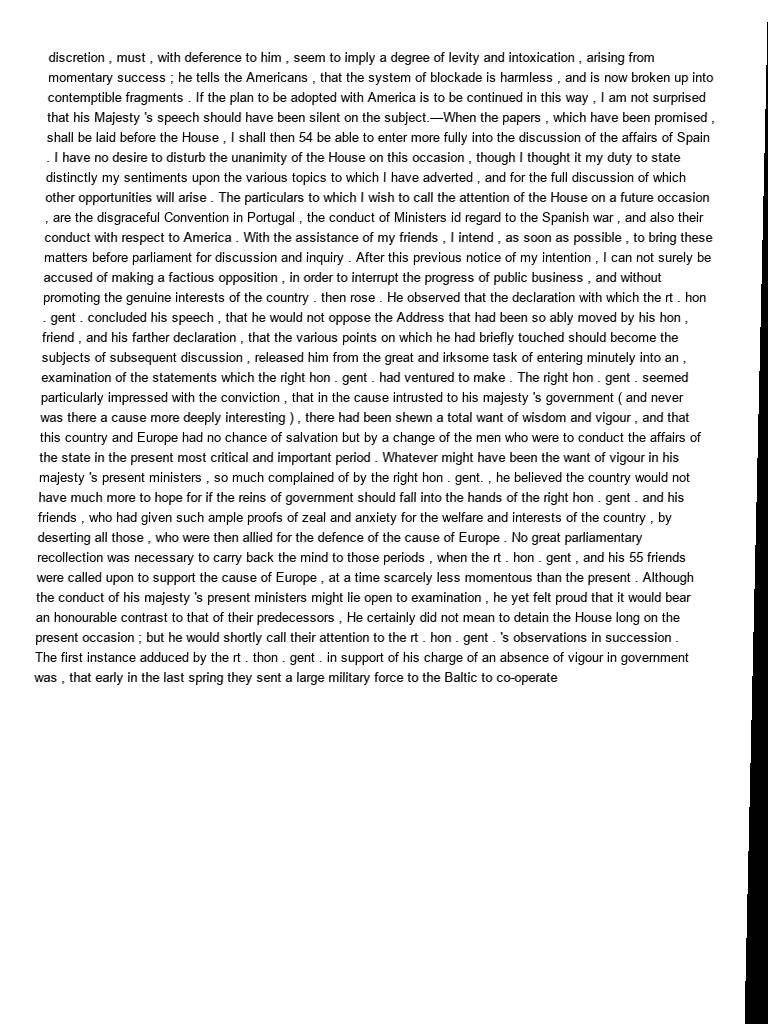 discretion , must , with deference to him , seem to imply a degree of levity and intoxication , arising from
momentary success ; he tells the Americans , that the system of blockade is harmless , and is now broken up into
contemptible fragments . If the plan to be adopted with America is to be continued in this way , I am not surprised
that his Majesty 's speech should have been silent on the subject.—When the papers , which have been promised ,
shall be laid before the House , I shall then 54 be able to enter more fully into the discussion of the affairs of Spain
. I have no desire to disturb the unanimity of the House on this occasion , though I thought it my duty to state
distinctly my sentiments upon the various topics to which I have adverted , and for the full discussion of which
other opportunities will arise . The particulars to which I wish to call the attention of the House on a future occasion
, are the disgraceful Convention in Portugal , the conduct of Ministers id regard to the Spanish war , and also their
conduct with respect to America . With the assistance of my friends , I intend , as soon as possible , to bring these
matters before parliament for discussion and inquiry . After this previous notice of my intention , I can not surely be
accused of making a factious opposition , in order to interrupt the progress of public business , and without
promoting the genuine interests of the country . then rose . He observed that the declaration with which the rt . hon
. gent . concluded his speech , that he would not oppose the Address that had been so ably moved by his hon ,
friend , and his farther declaration , that the various points on which he had briefly touched should become the
subjects of subsequent discussion , released him from the great and irksome task of entering minutely into an ,
examination of the statements which the right hon . gent . had ventured to make . The right hon . gent . seemed
particularly impressed with the conviction , that in the cause intrusted to his majesty 's government ( and never
was there a cause more deeply interesting ) , there had been shewn a total want of wisdom and vigour , and that
this country and Europe had no chance of salvation but by a change of the men who were to conduct the affairs of
the state in the present most critical and important period . Whatever might have been the want of vigour in his
majesty 's present ministers , so much complained of by the right hon . gent. , he believed the country would not
have much more to hope for if the reins of government should fall into the hands of the right hon . gent . and his
friends , who had given such ample proofs of zeal and anxiety for the welfare and interests of the country , by
deserting all those , who were then allied for the defence of the cause of Europe . No great parliamentary
recollection was necessary to carry back the mind to those periods , when the rt . hon . gent , and his 55 friends
were called upon to support the cause of Europe , at a time scarcely less momentous than the present . Although
the conduct of his majesty 's present ministers might lie open to examination , he yet felt proud that it would bear
an honourable contrast to that of their predecessors , He certainly did not mean to detain the House long on the
present occasion ; but he would shortly call their attention to the rt . hon . gent . 's observations in succession .
The first instance adduced by the rt . thon . gent . in support of his charge of an absence of vigour in government
was , that early in the last spring they sent a large military force to the Baltic to co-operate